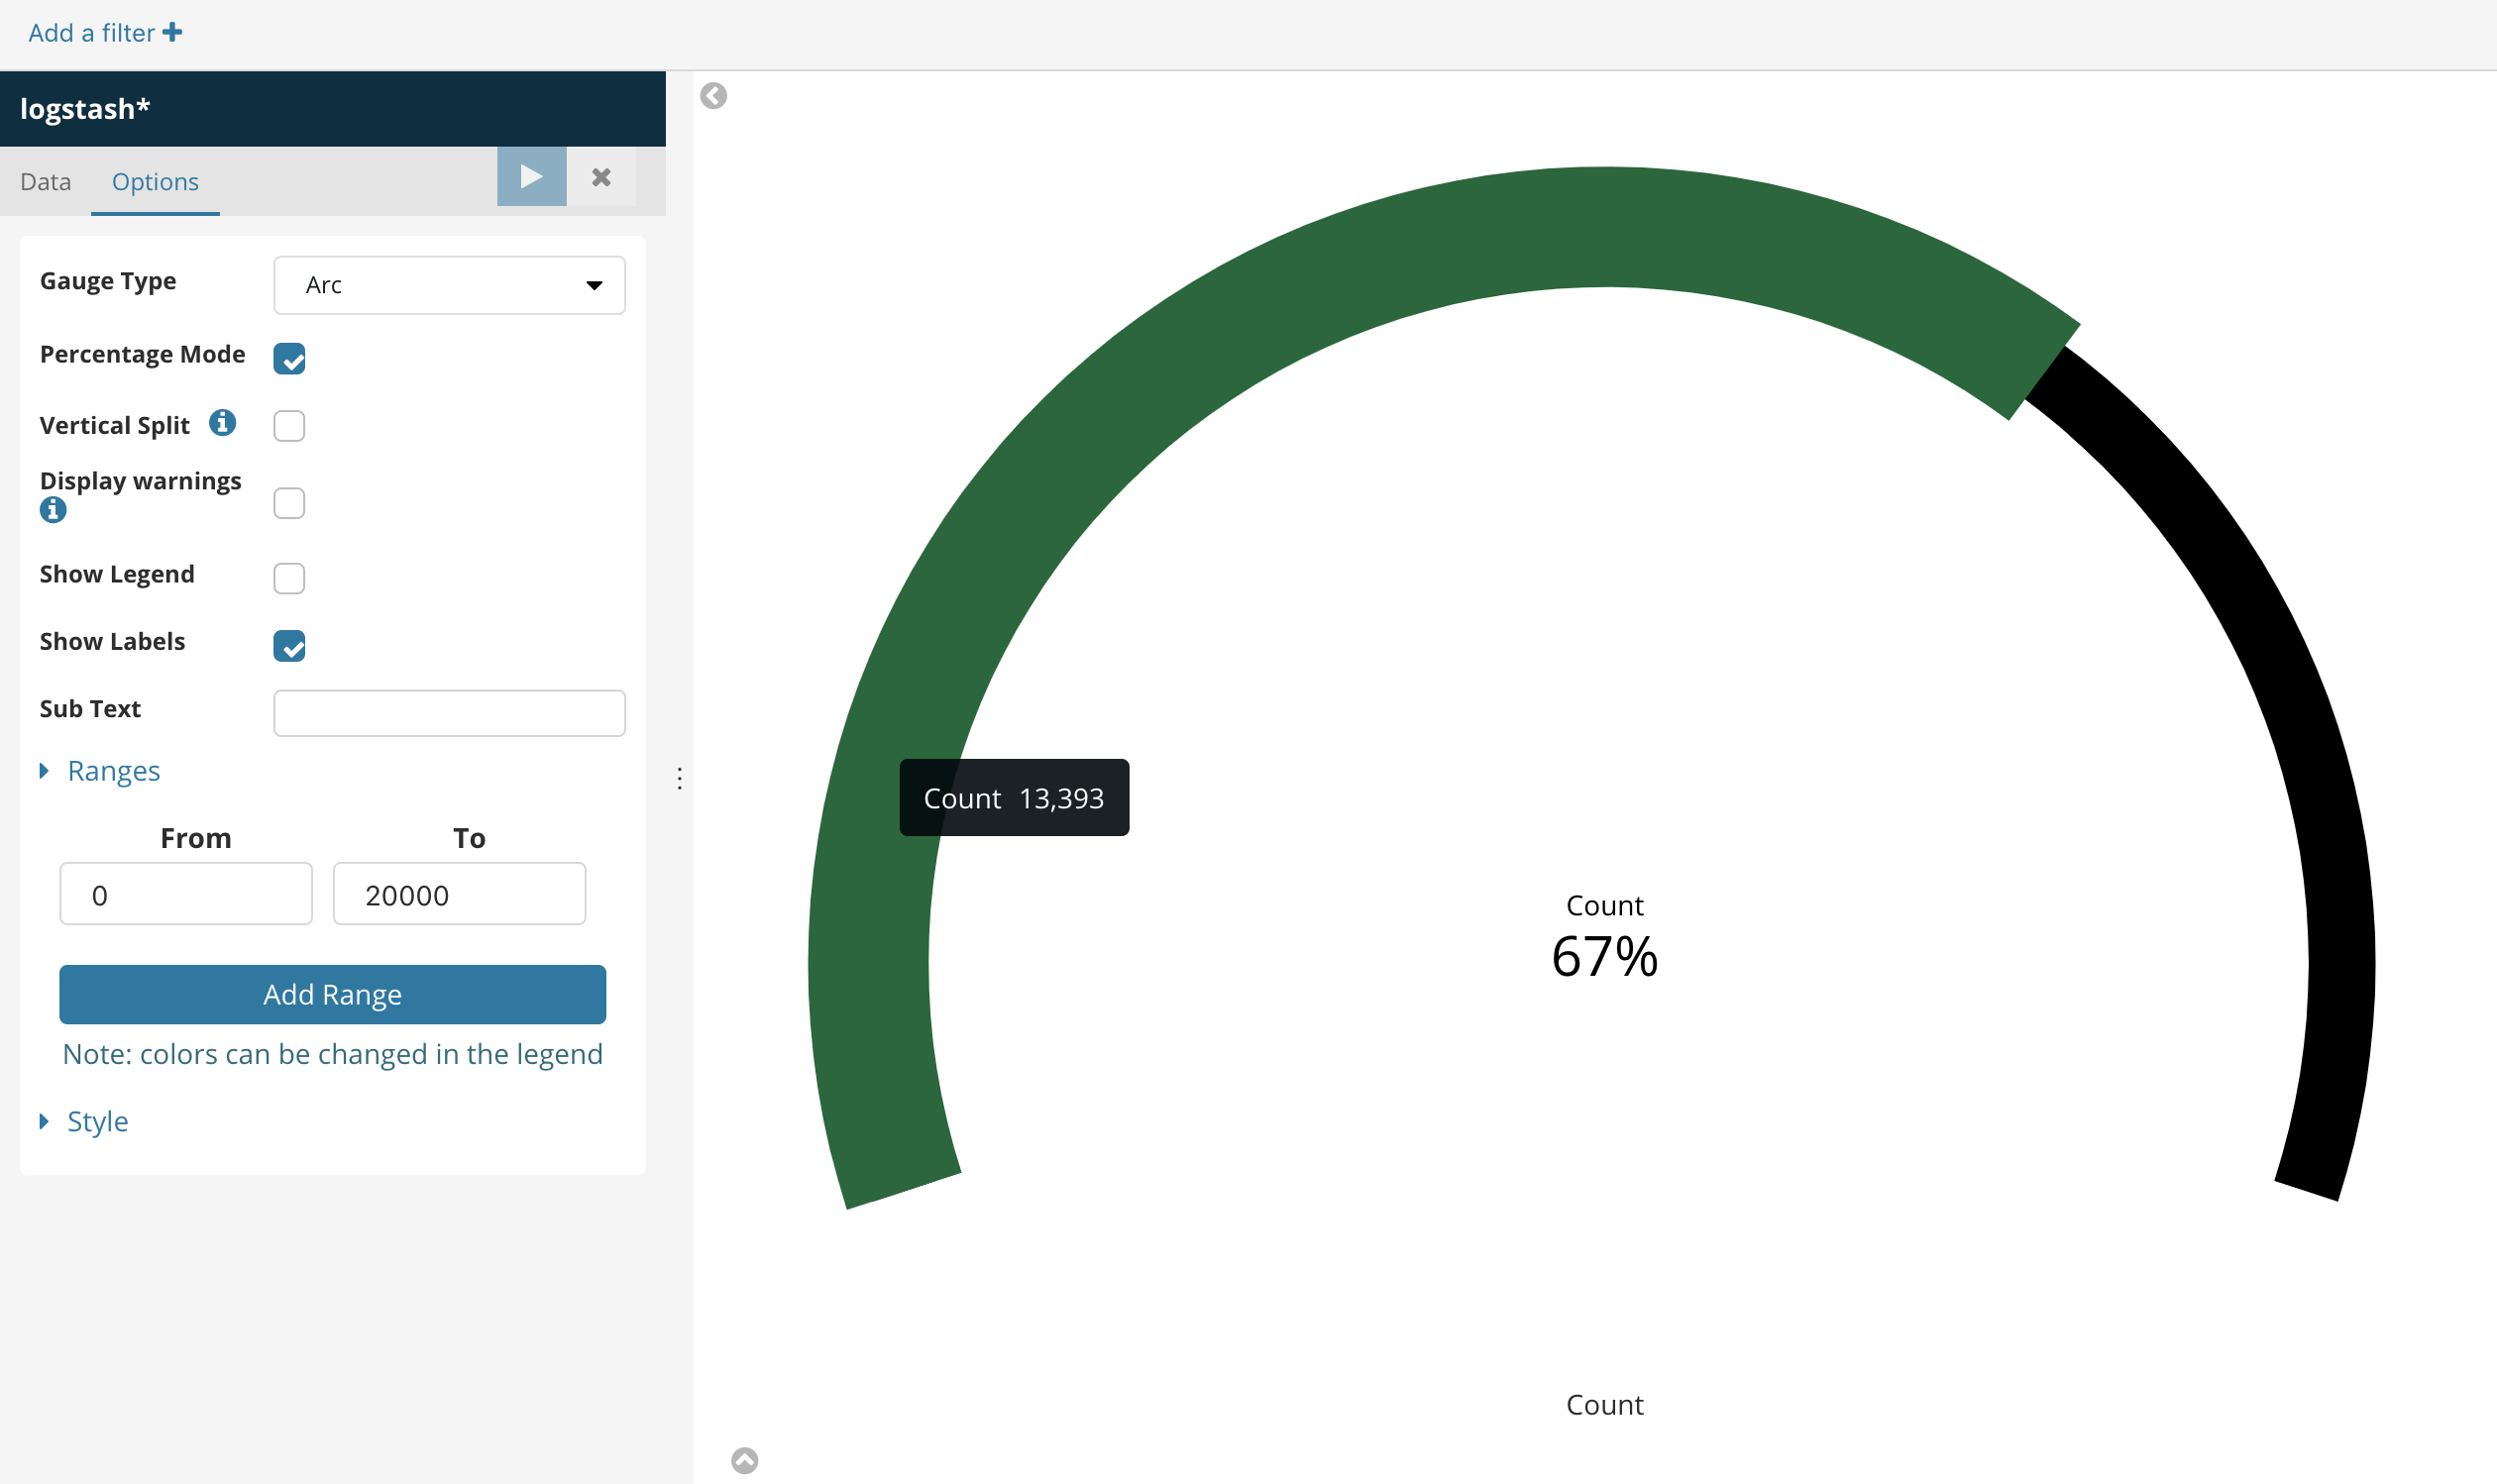 Add a filter
logstash*
Data Options
Gauge Type Arc
Percentage Mode
Vertical Split
Display warnings
Show Legend
Show Labels
Sub Text
Ranges
From To
0 20000
Add Range
Note: colors can be changed in the legend
Style
Count 13,393
Count
67%
Count